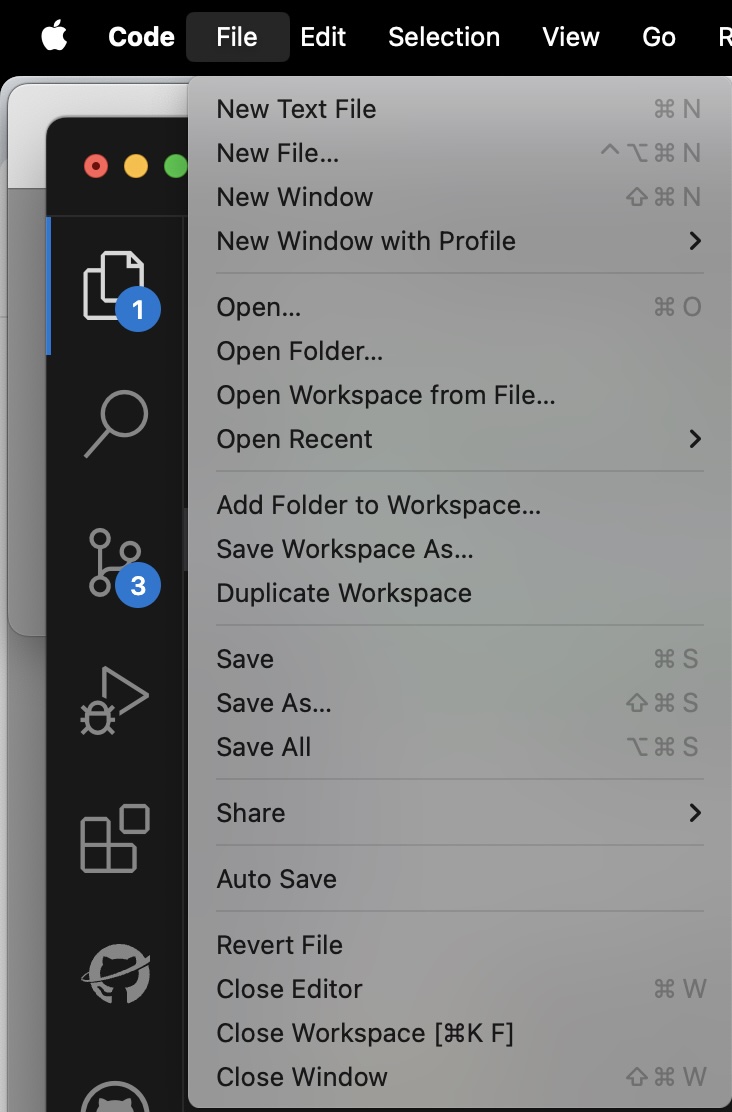 Code File Edit Selection View Go R
New Text File ⌘ N
New File... ⌃⌥⌘ N
New Window ⇧⌘ N
1
New Window with Profile >
Open... ⌘ O
Open Folder...
Open Workspace from File...
Open Recent >
Add Folder to Workspace...
Save Workspace As...
3
Duplicate Workspace
Save ⌘ S
Save As... ⇧⌘ S
Save All ⌥⌘ S
Share >
Auto Save
Revert File
Close Editor ⌘ W
Close Workspace [⌘K F]
Close Window ⇧⌘ W